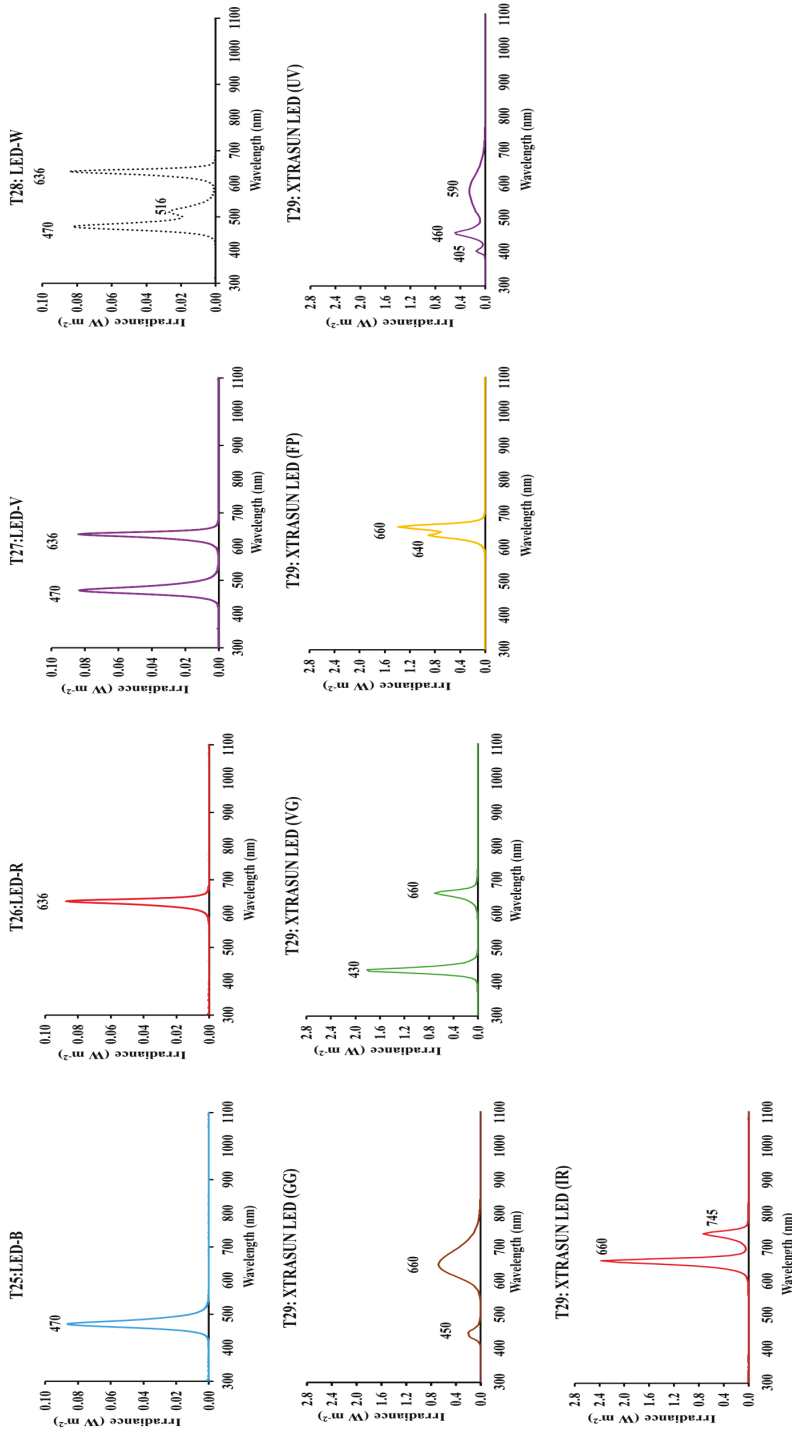 T25:LED-B
Irradiance (W m-2)
0.10
0.08
0.06
0.04
0.02
0.00
470
300 400 500 600 700 800 900 1000 1100
Wavelength (nm)
T26:LED-R
Irradiance (W m-2)
0.10
0.08
0.06
0.04
0.02
0.00
636
300 400 500 600 700 800 900 1000 1100
Wavelength (nm)
T27:LED-V
Irradiance (W m-2)
0.10
0.08
0.06
0.04
0.02
0.00
470 636
300 400 500 600 700 800 900 1000 1100
Wavelength (nm)
T28: LED-W
Irradiance (W m-2)
0.10
0.08
0.06
0.04
0.02
0.00
470 516 636
300 400 500 600 700 800 900 1000 1100
Wavelength (nm)
T29: XTRASUN LED (GG)
Irradiance (W m-2)
2.8
2.4
2.0
1.6
1.2
0.8
0.4
0.0
450 660
300 400 500 600 700 800 900 1000 1100
Wavelength (nm)
T29: XTRASUN LED (VG)
Irradiance (W m-2)
2.8
2.4
2.0
1.6
1.2
0.8
0.4
0.0
430 660
300 400 500 600 700 800 900 1000 1100
Wavelength (nm)
T29: XTRASUN LED (FP)
Irradiance (W m-2)
2.8
2.4
2.0
1.6
1.2
0.8
0.4
0.0
640 660
300 400 500 600 700 800 900 1000 1100
Wavelength (nm)
T29: XTRASUN LED (UV)
Irradiance (W m-2)
2.8
2.4
2.0
1.6
1.2
0.8
0.4
0.0
405 460 590
300 400 500 600 700 800 900 1000 1100
Wavelength (nm)
T29: XTRASUN LED (IR)
Irradiance (W m-2)
2.8
2.4
2.0
1.6
1.2
0.8
0.4
0.0
660 745
300 400 500 600 700 800 900 1000 1100
Wavelength (nm)